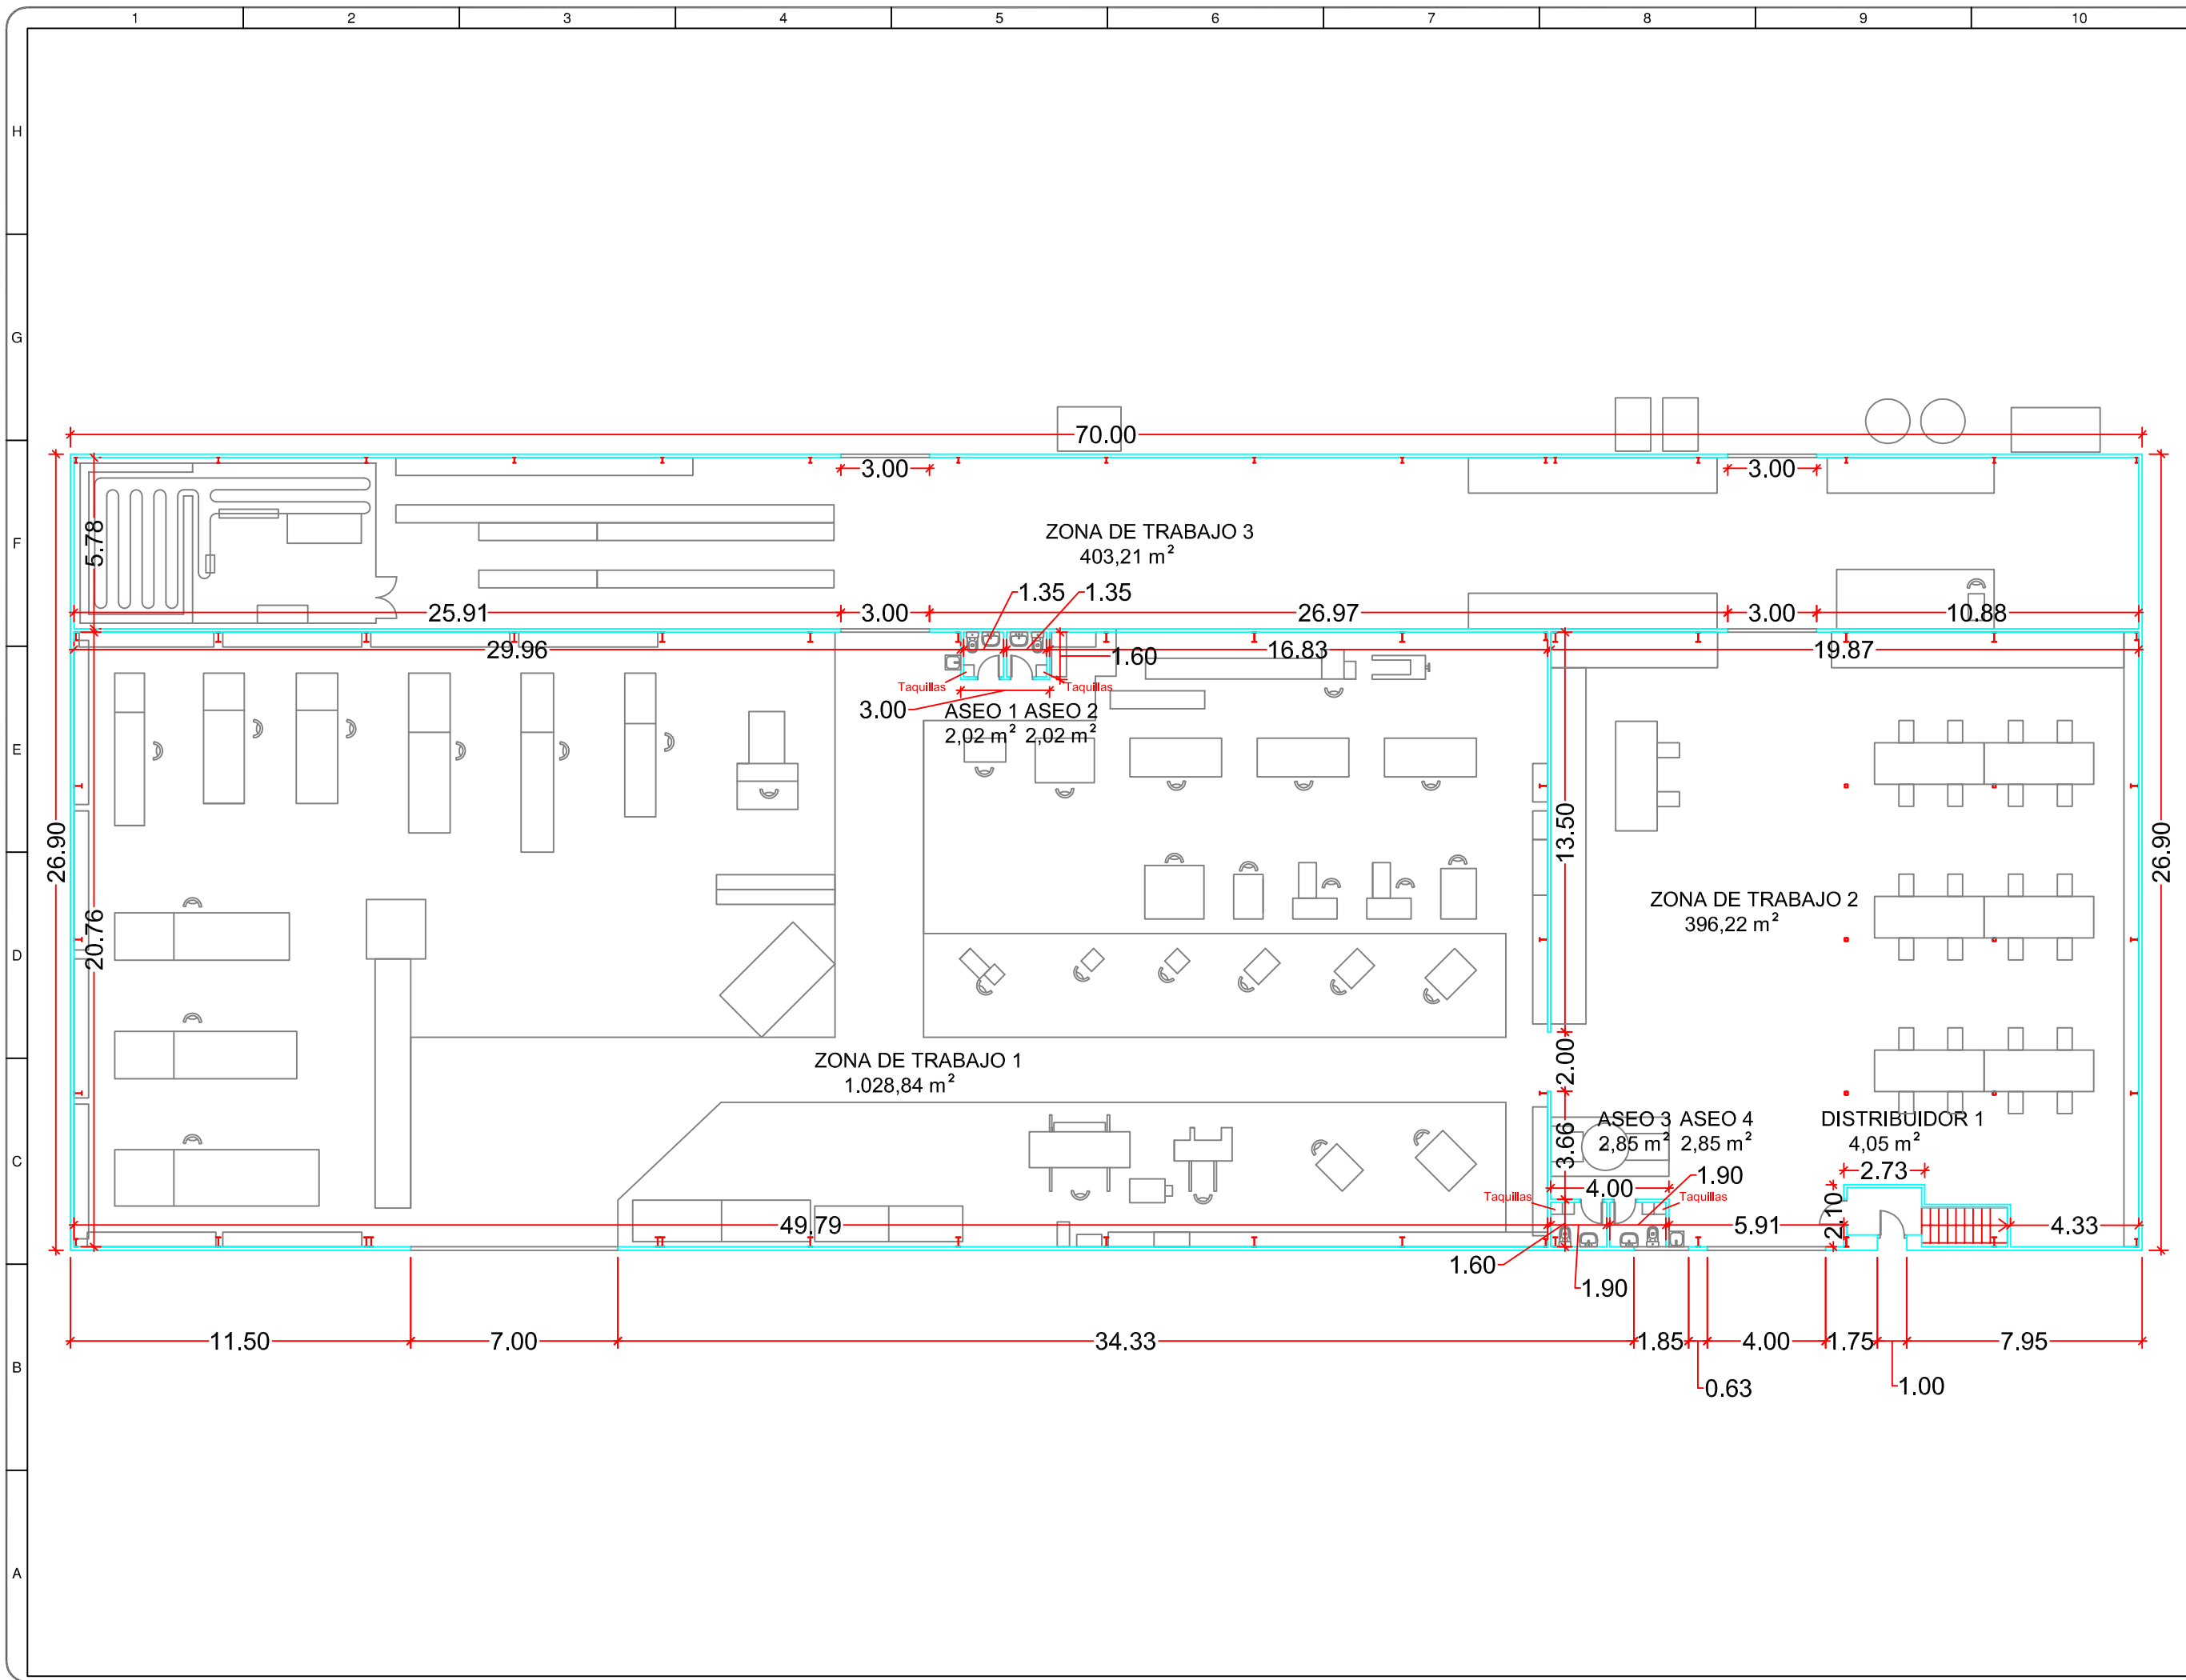 1 2 3 4 5 6 7 8 9 10
H
G
F
E
D
C
B
A
70.00
3.00 3.00
5.78
ZONA DE TRABAJO 3
403,21 m²
1.35 1.35
25.91 3.00 26.97 3.00 10.88
29.96 1.60 16.83 19.87
Taquillas Taquillas
3.00
ASEO 1 ASEO 2
2,02 m² 2,02 m²
26.90
20.76
13.50
26.90
ZONA DE TRABAJO 2
396,22 m²
2.00
ZONA DE TRABAJO 1
1.028,84 m²
3.66
ASEO 3 ASEO 4
2,85 m² 2,85 m²
DISTRIBUIDOR 1
4,05 m²
2.73
1.90
4.00
Taquillas Taquillas
2.10
49.79 5.91 4.33
1.60
1.90
11.50 7.00 34.33 1.85 4.00 1.75 7.95
0.63 1.00